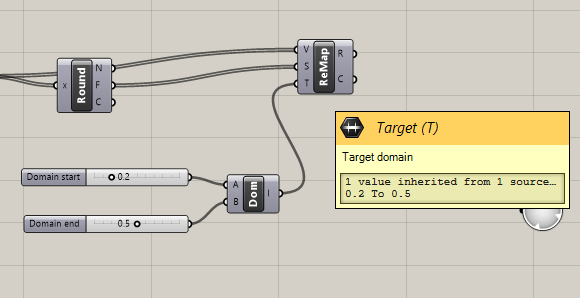 N
x
Round
F
C
V
S
T
ReMap
R
C
Target (T)
Target domain
1 value inherited from 1 source…
0.2 To 0.5
Domain start
0.2
A
B
Dom
I
Domain end
0.5